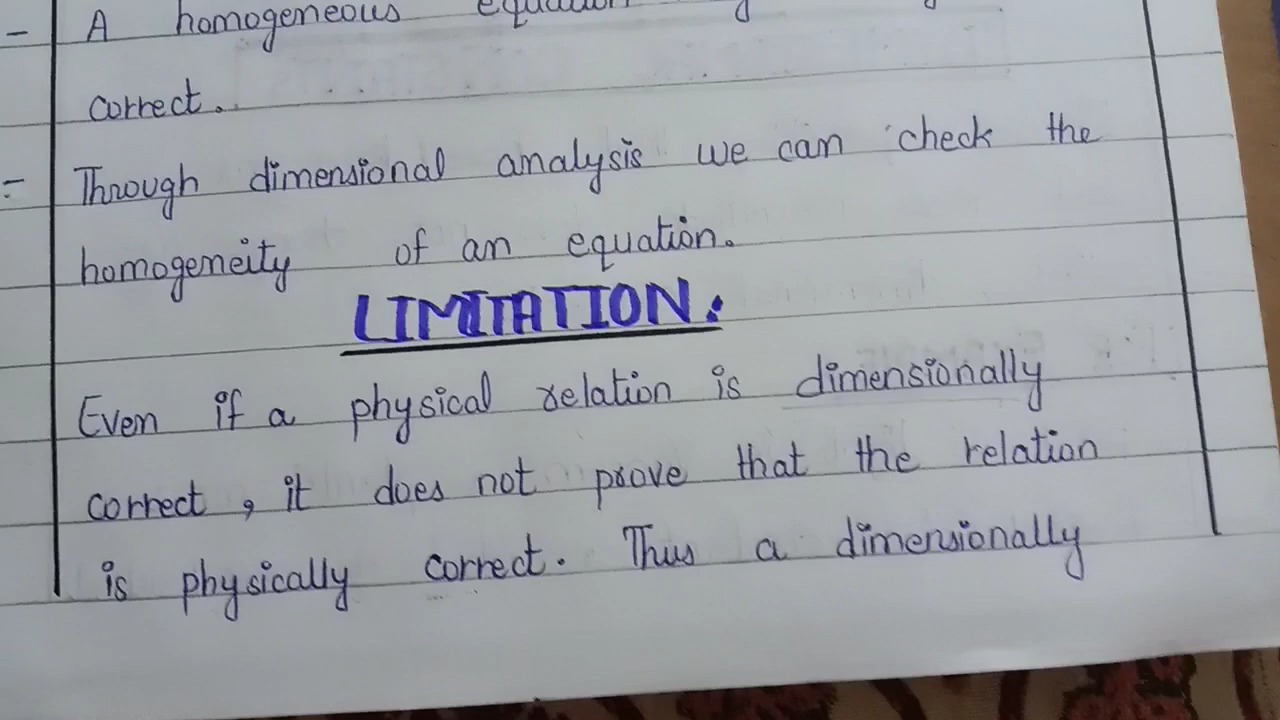 - A homogeneous equation
correct.
:- Through dimensional analysis we can check the
homogeneity of an equation.
LIMITATION:
Even if a physical relation is dimensionally
correct, it does not prove that the relation
is physically correct. Thus a dimensionally